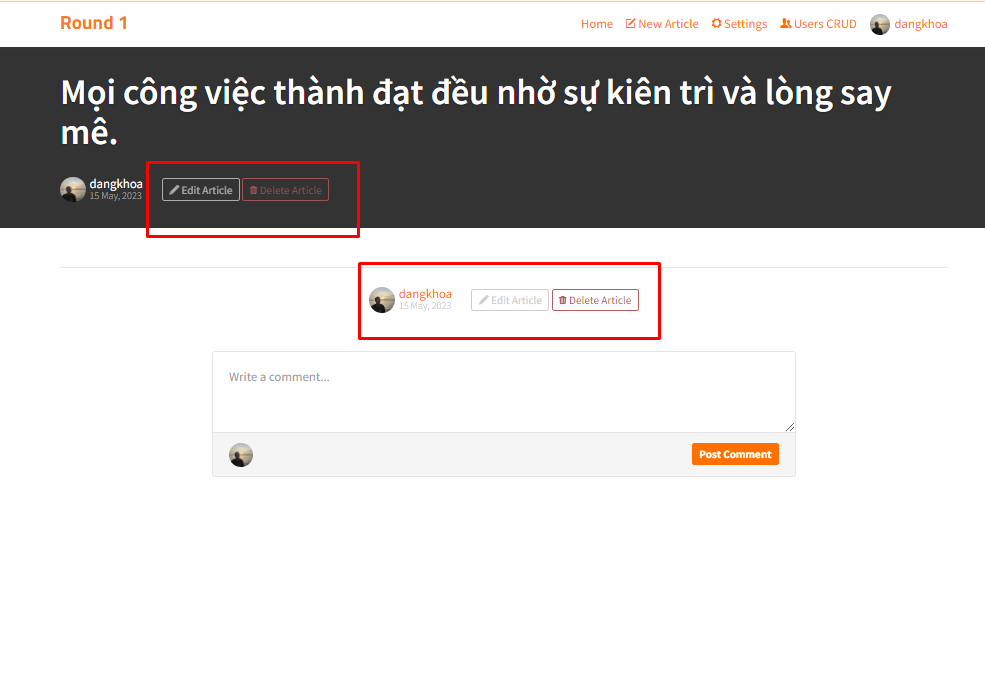 Round 1
Home New Article Settings Users CRUD dangkhoa
Mọi công việc thành đạt đều nhờ sự kiên trì và lòng say
mê.
dangkhoa
15 May, 2023
Edit Article Delete Article
dangkhoa
15 May, 2023
Edit Article Delete Article
Write a comment...
Post Comment